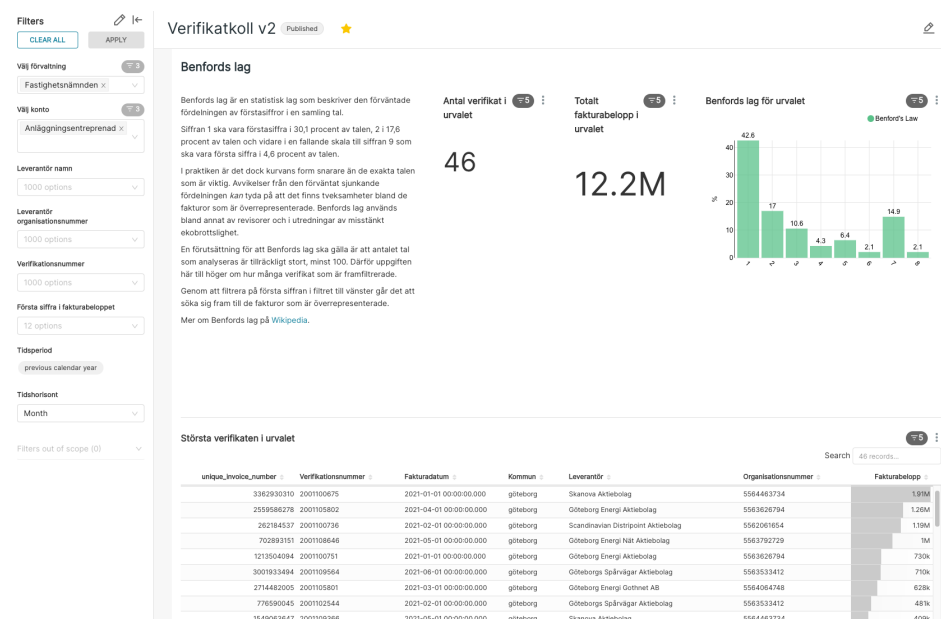 Filters
CLEAR ALL
APPLY
Välj förvaltning
3
Fastighetsnämnden ×
Välj konto
3
Anläggningsentreprenad ×
Leverantör namn
1000 options
Leverantör
organisationsnummer
1000 options
Verifikationsnummer
1000 options
Första siffra i fakturabeloppet
12 options
Tidsperiod
previous calendar year
Tidshorisont
Month
Filters out of scope (0)
Verifikatkoll v2
Published
Benfords lag
Benfords lag är en statistisk lag som beskriver den förväntade
fördelningen av förstasiffror i en samling tal.
Siffran 1 ska vara förstasiffra i 30,1 procent av talen, 2 i 17,6
procent av talen och vidare i en fallande skala till siffran 9 som
ska vara första siffra i 4,6 procent av talen.
I praktiken är det dock kurvans form snarare än de exakta talen
som är viktig. Avvikelser från den förväntat sjunkande
fördelningen kan tyda på att det finns tveksamheter bland de
fakturor som är överrepresenterade. Benfords lag används
bland annat av revisorer och i utredningar av misstänkt
ekobrottslighet.
En förutsättning för att Benfords lag ska gälla är att antalet tal
som analyseras är tillräckligt stort, minst 100. Därför uppgiften
här till höger om hur många verifikat som är framfiltrerade.
Genom att filtrera på första siffran i filtret till vänster går det att
söka sig fram till de fakturor som är överrepresenterade.
Mer om Benfords lag på Wikipedia.
Antal verifikat i
urvalet
5
46
Totalt
fakturabelopp i
urvalet
5
12.2M
Benfords lag för urvalet
5
Benford's Law
%
40
30
20
10
0
42.6
17
10.6
4.3
6.4
2.1
14.9
2.1
1 2 3 4 5 6 7 8
Största verifikaten i urvalet
5
Search 46 records...
unique_invoice_number Verifikationsnummer Fakturadatum Kommun Leverantör Organisationsnummer Fakturabelopp
3362930310 2001100675 2021-01-01 00:00:00.000 göteborg Skanova Aktiebolag 5564463734 1.91M
2559586278 2001105802 2021-04-01 00:00:00.000 göteborg Göteborg Energi Aktiebolag 5563626794 1.26M
262184537 2001100736 2021-02-01 00:00:00.000 göteborg Scandinavian Distripoint Aktiebolag 5562061654 1.19M
702893151 2001108646 2021-05-01 00:00:00.000 göteborg Göteborg Energi Nät Aktiebolag 5563792729 1M
1213504094 2001100751 2021-01-01 00:00:00.000 göteborg Göteborg Energi Aktiebolag 5563626794 730k
3001933494 2001109564 2021-06-01 00:00:00.000 göteborg Göteborgs Spårvägar Aktiebolag 5563533412 710k
2714482005 2001105801 2021-03-01 00:00:00.000 göteborg Göteborg Energi Gothnet AB 5564064748 628k
776590045 2001102544 2021-02-01 00:00:00.000 göteborg Göteborgs Spårvägar Aktiebolag 5563533412 481k
1549063647 2001109366 2021-05-01 00:00:00.000 göteborg Skanova Aktiebolag 5564463734 409k